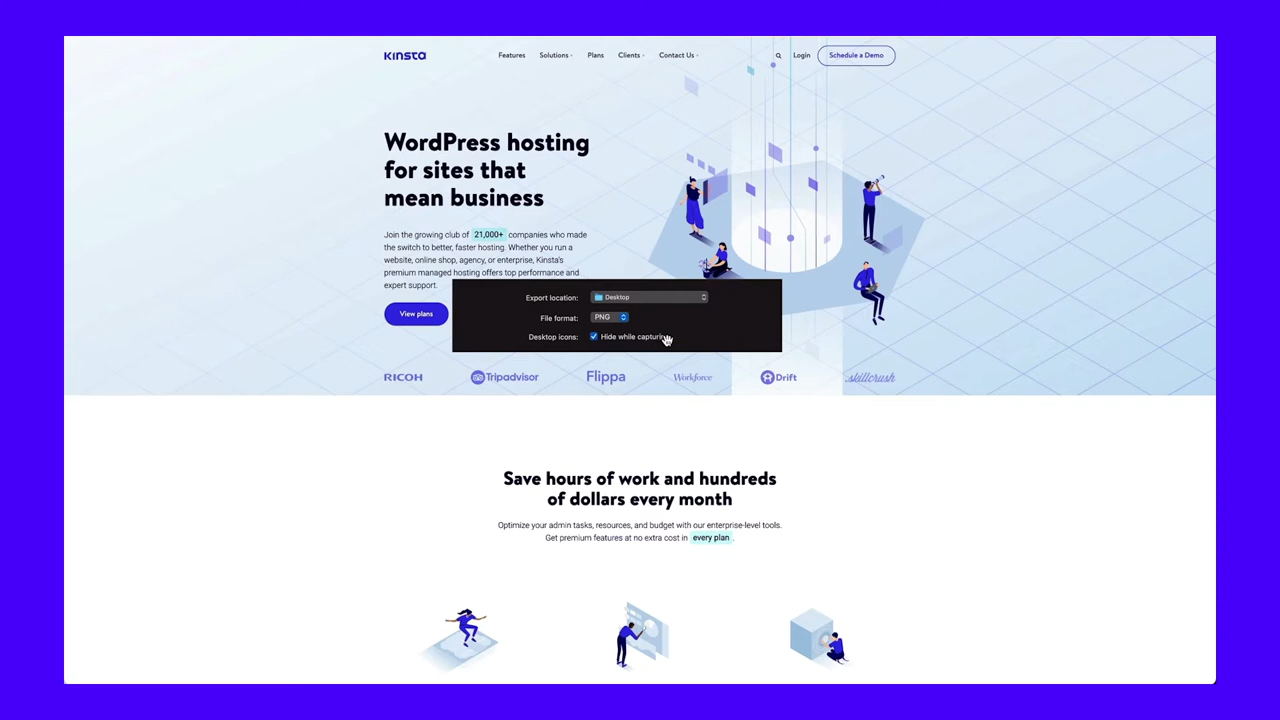 KINSTA
Features
Solutions
Plans
Clients
Contact Us
Login
Schedule a Demo
WordPress hosting
for sites that
mean business
Join the growing club of 21,000+ companies who made
the switch to better, faster hosting. Whether you run a
website, online shop, agency, or enterprise, Kinsta's
premium managed hosting offers top performance and
expert support.
View plans
Export location: Desktop
File format: PNG
Desktop icons: Hide while capturing
RICOH
Tripadvisor
Flippa
Workforce
Drift
skillcrush
Save hours of work and hundreds
of dollars every month
Optimize your admin tasks, resources, and budget with our enterprise-level tools.
Get premium features at no extra cost in every plan.